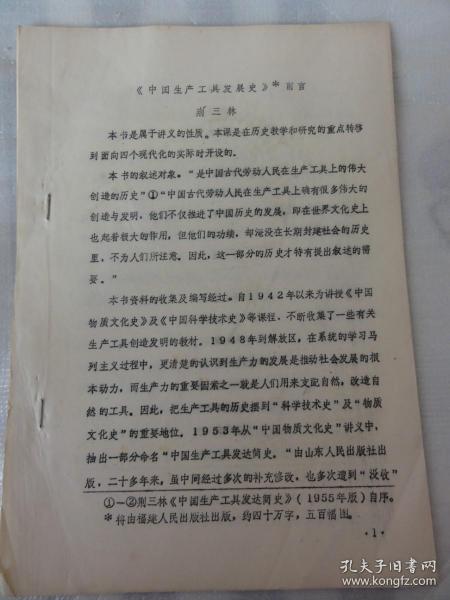 《中国生产工具发展史》* 前言
荆三林
本书是属于讲义的性质。本课是在历史教学和研究的重点转移
到面向四个现代化的实际时开设的。
本书的叙述对象。“是中国古代劳动人民在生产工具上的伟大
创造的历史”①“中国古代劳动人民在生产工具上确有很多伟大的
创造与发明,他们不仅推进了中国历史的发展,即在世界文化史上
也起着极大的作用,但他们的功绩,却淹没在长期封建社会的历史
里,不为人们所注意。因此,这一部分的历史才特有提出叙述的需
要。”
本书资料的收集及编写经过。自1942年以来为讲授《中国
物质文化史》及《中国科学技术史》等课程,不断收集了一些有关
生产工具创造发明的教材。1948年到解放区,在系统的学习马
列主义过程中,更清楚的认识到生产力的发展是推动社会发展的根
本动力,而生产力的重要因素之一就是人们用来支配自然,改造自
然的工具。因此,把生产工具的历史摆到“科学技术史”及“物质
文化史”的重要地位。1953年从“中国物质文化史”讲义中,
抽出一部分命名“中国生产工具发达简史。”由山东人民出版社出
版,二十多年来,虽中间经过多次的补充修改,也多次遭到“没收”
①—②荆三林《中国生产工具发达简史》(1955年版)自序。
*将由福建人民出版社出版,约四十万字,五百幅图。
·1·
孔夫子旧书网
book.kongfz.com